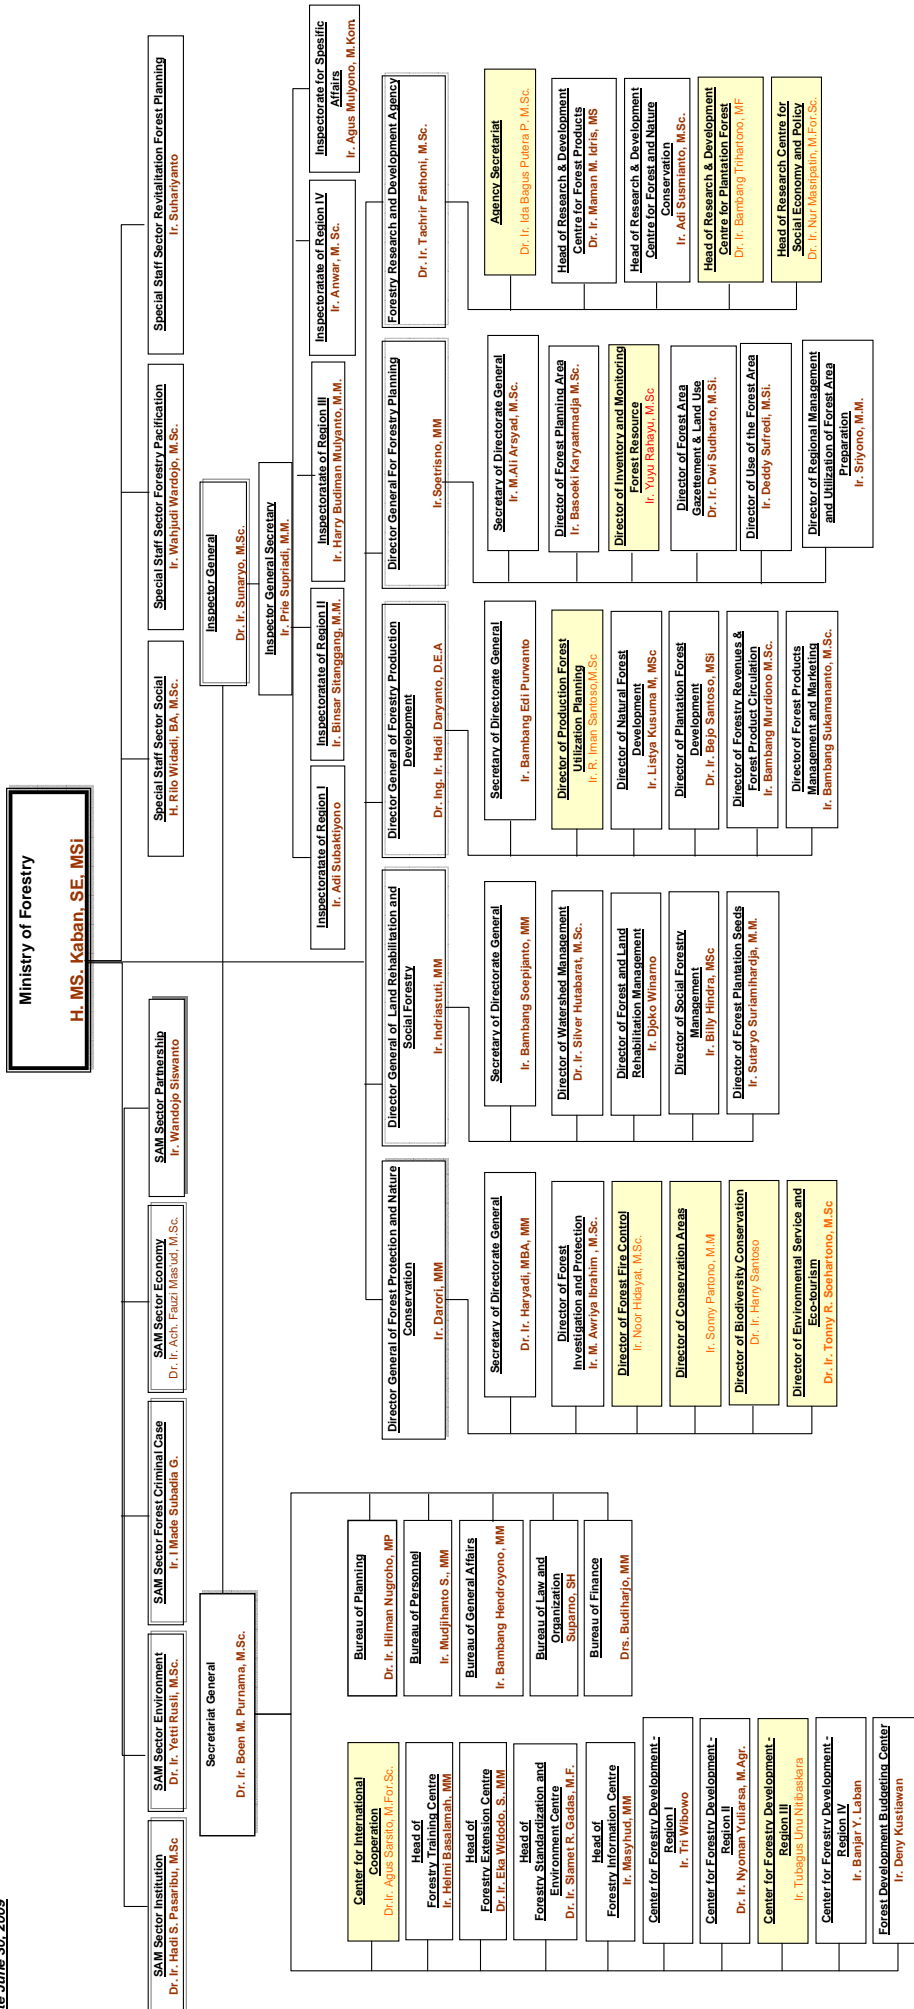 te June 30, 2009
Ministry of Forestry
H. MS. Kaban, SE, MSi
SAM Sector Institution
Dr. Ir. Hadi S. Pasaribu, M.Sc
SAM Sector Environment
Dr. Ir. Yetti Rusli, M.Sc.
SAM Sector Forest Criminal Case
Ir. I Made Subadia G.
SAM Sector Economy
Dr. Ir. Ach. Fauzi Mas'ud, M.Sc.
SAM Sector Partnership
Ir. Wandojo Siswanto
Special Staff Sector Social
H. Rilo Widadi, BA, M.Sc.
Special Staff Sector Forestry Pacification
Ir. Wahjudi Wardojo, M.Sc.
Special Staff Sector Revitalitation Forest Planning
Ir. Suhariyanto
Secretariat General
Dr. Ir. Boen M. Purnama, M.Sc.
Inspector General
Dr. Ir. Sunaryo, M.Sc.
Inspector General Secretary
Ir. Prie Supriadi, M.M.
Inspectoratate of Region I
Ir. Adi Subaktiyono
Inspectoratate of Region II
Ir. Binsar Sitanggang, M.M.
Inspectoratate of Region III
Ir. Harry Budiman Mulyanto, M.M.
Inspectoratate of Region IV
Ir. Anwar, M. Sc.
Inspectorate for Spesific
Affairs
Ir. Agus Mulyono, M.Kom.
Center for International
Cooperation
Dr.Ir. Agus Sarsito, M.For.Sc.
Head of
Forestry Training Centre
Ir. Helmi Basalamah, MM
Head of
Forestry Extension Centre
Dr. Ir. Eka Widodo, S., MM
Head of
Forestry Standardization and
Environment Centre
Dr. Ir. Slamet R. Gadas, M.F.
Head of
Forestry Information Centre
Ir. Masyhud, MM
Center for Forestry Development -
Region I
Ir. Tri Wibowo
Center for Forestry Development -
Region II
Dr. Ir. Nyoman Yuliarsa, M.Agr.
Center for Forestry Development -
Region III
Ir. Tubagus Unu Nitibaskara
Center for Forestry Development -
Region IV
Ir. Banjar Y. Laban
Forest Development Budgeting Center
Ir. Deny Kustiawan
Bureau of Planning
Dr. Ir. Hilman Nugroho, MP
Bureau of Personnel
Ir. Mudjihanto S., MM
Bureau of General Affairs
Ir. Bambang Hendroyono, MM
Bureau of Law and
Organization
Suparno, SH
Bureau of Finance
Drs. Budiharjo, MM
Director General of Forest Protection and Nature
Conservation
Ir. Darori, MM
Secretary of Directorate General
Dr. Ir. Haryadi, MBA, MM
Director of Forest
Investigation and Protection
Ir. M. Awriya Ibrahim , M.Sc.
Director of Forest Fire Control
Ir. Noor Hidayat, M.Sc.
Director of Conservation Areas
Ir. Sonny Partono, M.M
Director of Biodiversity Conservation
Dr. Ir. Harry Santoso
Director of Environmental Service and
Eco-tourism
Dr. Ir. Tonny R. Soehartono, M.Sc
Director General of Land Rehabilitation and
Social Forestry
Ir. Indriastuti, MM
Secretary of Directorate General
Ir. Bambang Soepijanto, MM
Director of Watershed Management
Dr. Ir. Silver Hutabarat, M.Sc.
Director of Forest and Land
Rehabilitation Management
Ir. Djoko Winarno
Director of Social Forestry
Management
Ir. Billy Hindra, MSc
Director of Forest Plantation Seeds
Ir. Sutaryo Suriamihardja, M.M.
Director General of Forestry Production
Development
Dr. Ing. Ir. Hadi  Daryanto, D.E.A
Secretary of Directorate General
Ir. Bambang Edi Purwanto
Director of Production Forest
Utilization Planning
Ir. R. Iman Santoso,M.Sc
Director of Natural Forest
Development
Ir. Listya Kusuma M, MSc
Director of Plantation Forest
Development
Dr. Ir. Bejo Santoso, MSi
Director of Forestry Revenues &
Forest Product Circulation
Ir. Bambang Murdiono M.Sc.
Directorof Forest Products
Management and Marketing
Ir. Bambang Sukamananto, M.Sc.
Director General For Forestry Planning
Ir.Soetrisno, MM
Secretary of Directorate General
Ir. M.Ali Arsyad, M.Sc.
Director of Forest Planning Area
Ir. Basoeki Karyaatmadja M.Sc.
Director of Inventory and Monitoring
Forest Resource
Ir. Yuyu Rahayu, M.Sc
Director of Forest Area
Gazettement & Land Use
Dr. Ir. Dwi Sudharto, M.Si.
Director of Use of the Forest Area
Ir. Deddy Sufredi, M.Si.
Director of Regional Management
and Utilization of Forest Area
Preparation
Ir. Sriyono, M.M.
Forestry Research and Development Agency
Dr. Ir. Tachrir Fathoni, M.Sc.
Agency Secretariat
Dr. Ir. Ida Bagus Putera P. M.Sc.
Head of Research & Development
Centre for Forest Products
Dr. Ir. Maman M. Idris, MS
Head of Research & Development
Centre for Forest and Nature
Conservation
Ir. Adi Susmianto, M.Sc.
Head of Research & Development
Centre for Plantation Forest
Dr. Ir. Bambang Trihartono, MF
Head of Research Centre for
Social Economy and Policy
Dr. Ir. Nur Masripatin, M.For.Sc.